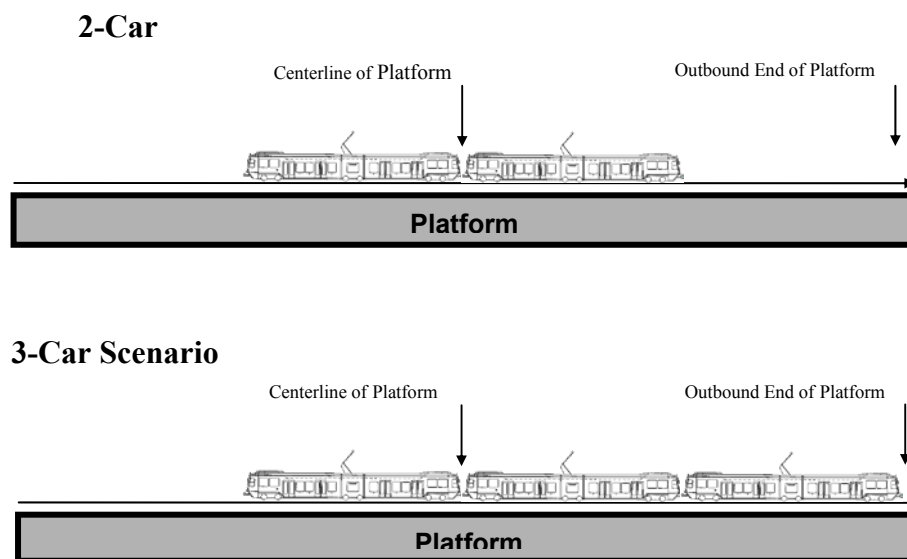 2-Car
Centerline of Platform
Outbound End of Platform
Platform
3-Car Scenario
Centerline of Platform
Outbound End of Platform
Platform